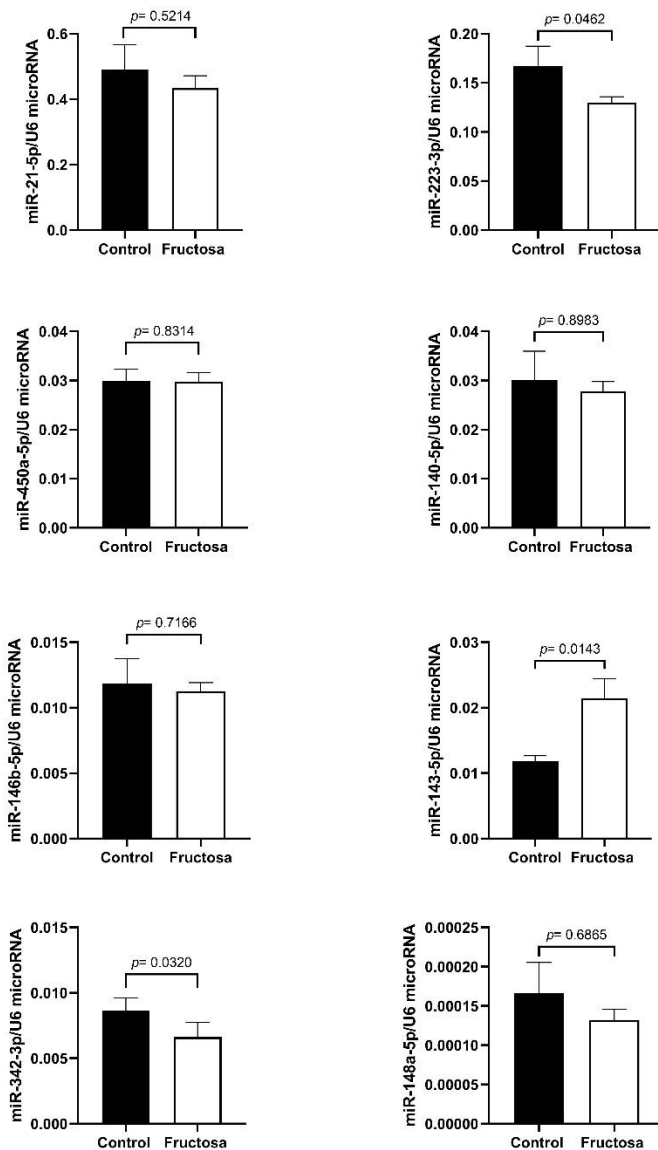 p= 0.5214
miR-21-5p/U6 microRNA
0.6
0.4
0.2
0.0
Control Fructosa
p= 0.0462
miR-223-3p/U6 microRNA
0.20
0.15
0.10
0.05
0.00
Control Fructosa
p= 0.8314
miR-450a-5p/U6 microRNA
0.04
0.03
0.02
0.01
0.00
Control Fructosa
p= 0.8983
miR-140-5p/U6 microRNA
0.04
0.03
0.02
0.01
0.00
Control Fructosa
p= 0.7166
miR-146b-5p/U6 microRNA
0.015
0.010
0.005
0.000
Control Fructosa
p= 0.0143
miR-143-5p/U6 microRNA
0.03
0.02
0.01
0.00
Control Fructosa
p= 0.0320
miR-342-3p/U6 microRNA
0.015
0.010
0.005
0.000
Control Fructosa
p= 0.6865
miR-148a-5p/U6 microRNA
0.00025
0.00020
0.00015
0.00010
0.00005
0.00000
Control Fructosa